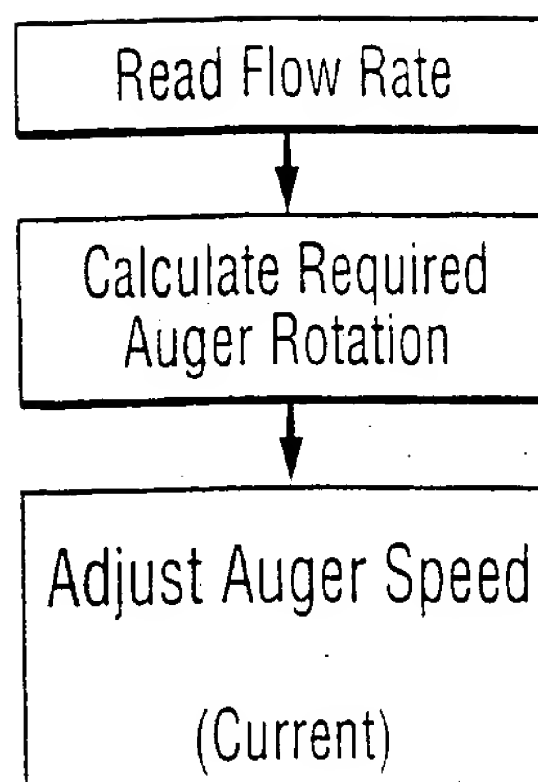 Read Flow Rate
Calculate Required
Auger Rotation
Adjust Auger Speed
(Current)